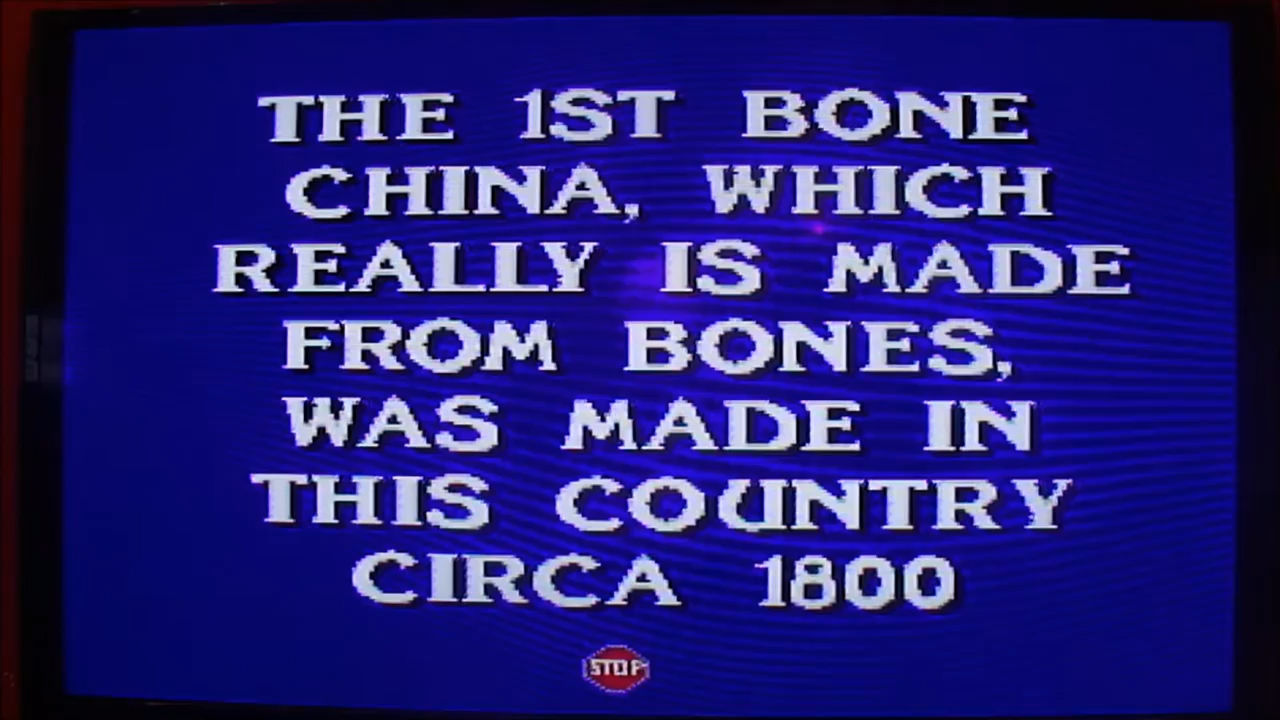 THE 1ST BONE
CHINA, WHICH
REALLY IS MADE
FROM BONES,
WAS MADE IN
THIS COUNTRY
CIRCA 1800
STOP